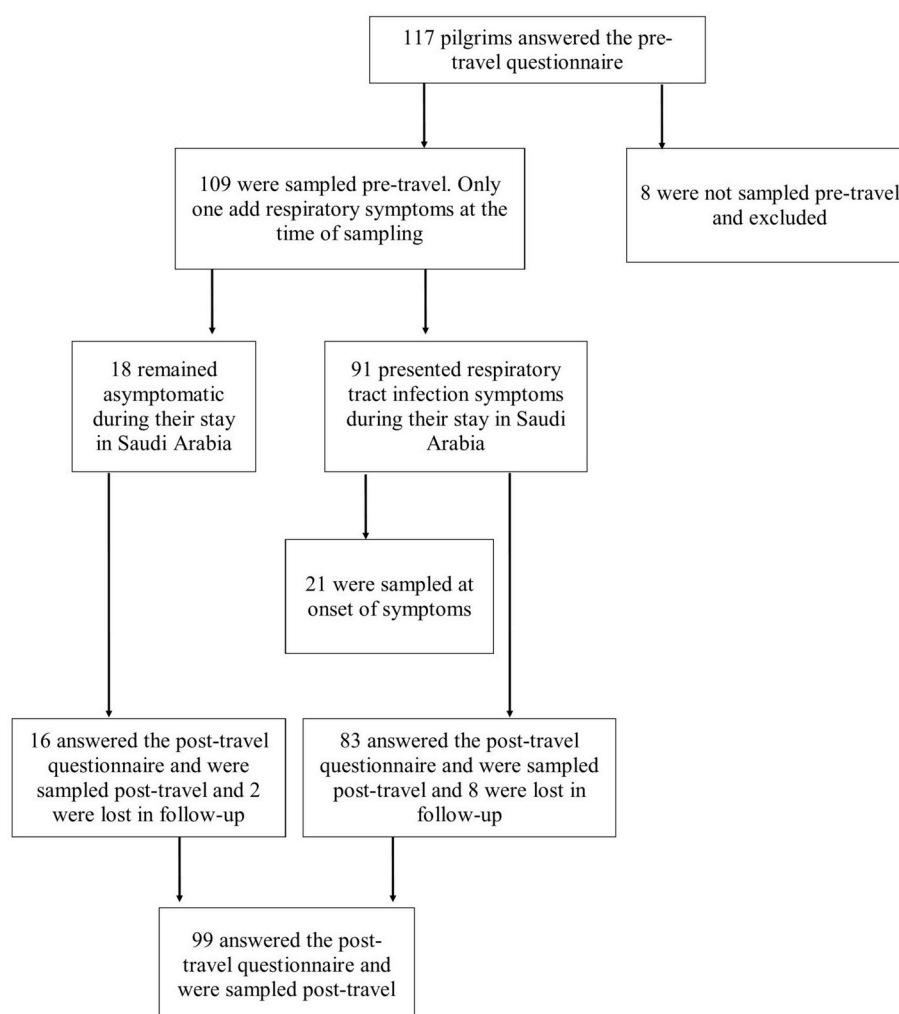 117 pilgrims answered the pre-
travel questionnaire
109 were sampled pre-travel. Only
one add respiratory symptoms at the
time of sampling
8 were not sampled pre-travel
and excluded
18 remained
asymptomatic
during their stay
in Saudi Arabia
91 presented respiratory
tract infection symptoms
during their stay in Saudi
Arabia
21 were sampled at
onset of symptoms
16 answered the post-travel
questionnaire and were
sampled post-travel and 2
were lost in follow-up
83 answered the post-travel
questionnaire and were sampled
post-travel and 8 were lost in
follow-up
99 answered the post-
travel questionnaire and
were sampled post-travel